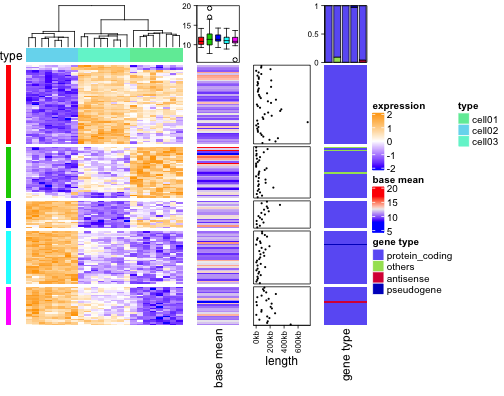 type
20
15
10
1
0.5
0
expression
2
1
0
-1
-2
type
cell01
cell02
cell03
base mean
20
15
10
5
gene type
protein_coding
others
antisense
pseudogene
0kb
200kb
400kb
600kb
base mean
length
gene type